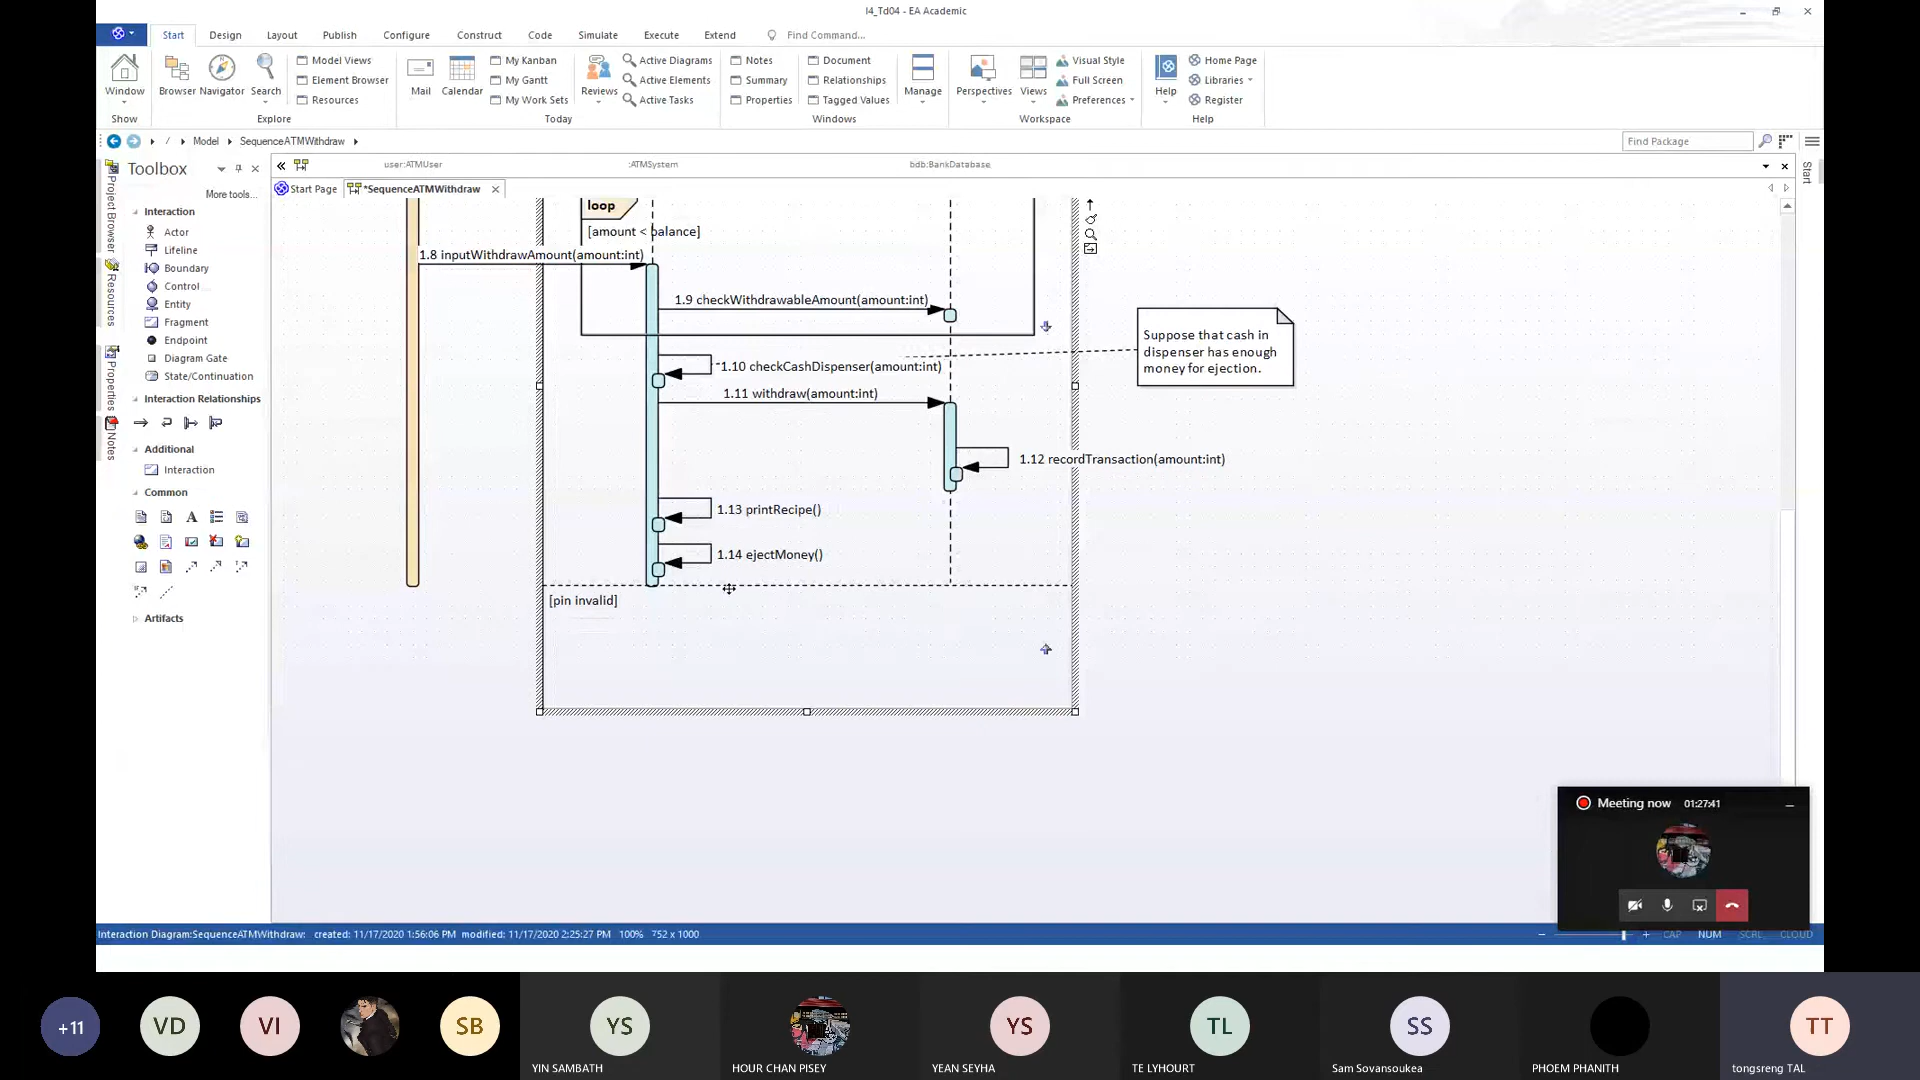 I4_Td04 - EA Academic
Start Design Layout Publish Configure Construct Code Simulate Execute Extend Find Command...
Window
Show
Browser Navigator Search
Model Views
Element Browser
Resources
Explore
Mail Calendar
My Kanban
My Gantt
My Work Sets
Reviews
Active Diagrams
Active Elements
Active Tasks
Today
Notes
Summary
Properties
Document
Relationships
Tagged Values
Windows
Manage
Perspectives Views
Visual Style
Full Screen
Preferences
Workspace
Help
Home Page
Libraries
Register
Help
/ Model SequenceATMWithdraw
Find Package
Toolbox
More tools...
Project Browser
Resources
Properties
Notes
Start
Interaction
Actor
Lifeline
Boundary
Control
Entity
Fragment
Endpoint
Diagram Gate
State/Continuation
Interaction Relationships
Additional
Interaction
Common
Artifacts
user:ATMUser :ATMSystem bdb:BankDatabase
Start Page *SequenceATMWithdraw
loop
[amount < balance]
1.8 inputWithdrawAmount(amount:int)
1.9 checkWithdrawableAmount(amount:int)
Suppose that cash in
dispenser has enough
money for ejection.
1.10 checkCashDispenser(amount:int)
1.11 withdraw(amount:int)
1.12 recordTransaction(amount:int)
1.13 printRecipe()
1.14 ejectMoney()
[pin invalid]
Meeting now 01:27:41
Interaction Diagram:SequenceATMWithdraw: created: 11/17/2020 1:56:06 PM modified: 11/17/2020 2:25:27 PM 100% 752 x 1000
CAP NUM SCRL CLOUD
+11 VD VI SB YS YS TL SS TT
YIN SAMBATH HOUR CHAN PISEY YEAN SEYHA TE LYHOURT Sam Sovansoukea PHOEM PHANITH tongsreng TAL